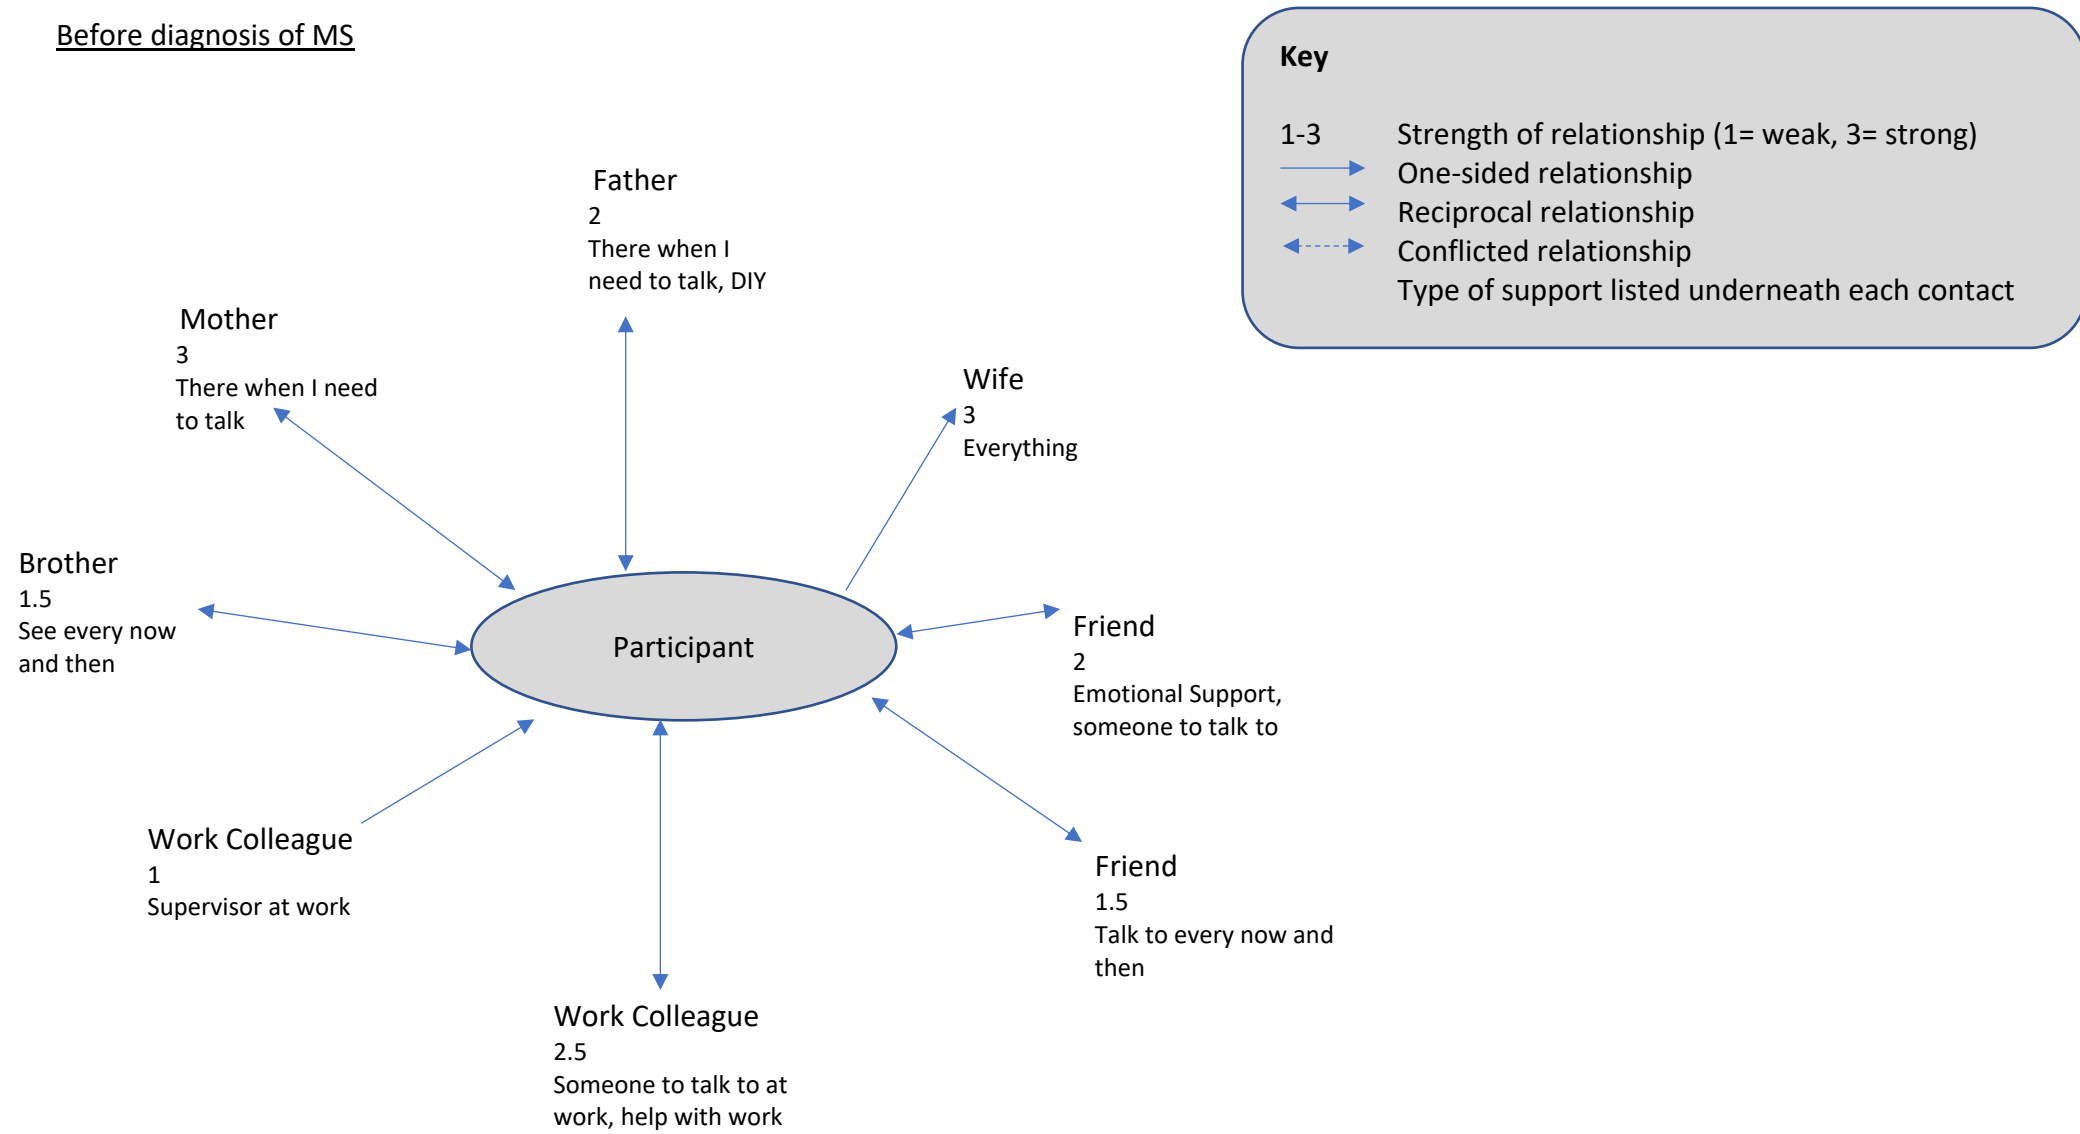 Before diagnosis of MS
Key
1-3 Strength of relationship (1= weak, 3= strong)
One-sided relationship
Reciprocal relationship
Conflicted relationship
Type of support listed underneath each contact
Father
2
There when I
need to talk, DIY
Mother
3
There when I need
to talk
Wife
3
Everything
Brother
1.5
See every now
and then
Participant
Friend
2
Emotional Support,
someone to talk to
Work Colleague
1
Supervisor at work
Friend
1.5
Talk to every now and
then
Work Colleague
2.5
Someone to talk to at
work, help with work